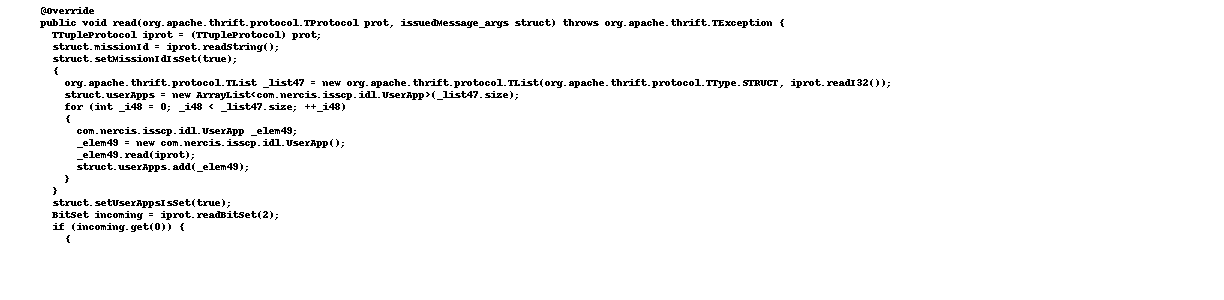 @Override
public void read(org.apache.thrift.protocol.TProtocol prot, issuedMessage_args struct) throws org.apache.thrift.TException {
TTupleProtocol iprot = (TTupleProtocol) prot;
struct.missionId = iprot.readString();
struct.setMissionIdIsSet(true);
{
org.apache.thrift.protocol.TList _list47 = new org.apache.thrift.protocol.TList(org.apache.thrift.protocol.TType.STRUCT, iprot.readI32());
struct.userApps = new ArrayList<com.nercis.isscp.idl.UserApp>(_list47.size);
for (int _i48 = 0; _i48 < _list47.size; ++_i48)
{
com.nercis.isscp.idl.UserApp _elem49;
_elem49 = new com.nercis.isscp.idl.UserApp();
_elem49.read(iprot);
struct.userApps.add(_elem49);
}
}
struct.setUserAppsIsSet(true);
BitSet incoming = iprot.readBitSet(2);
if (incoming.get(0)) {
{